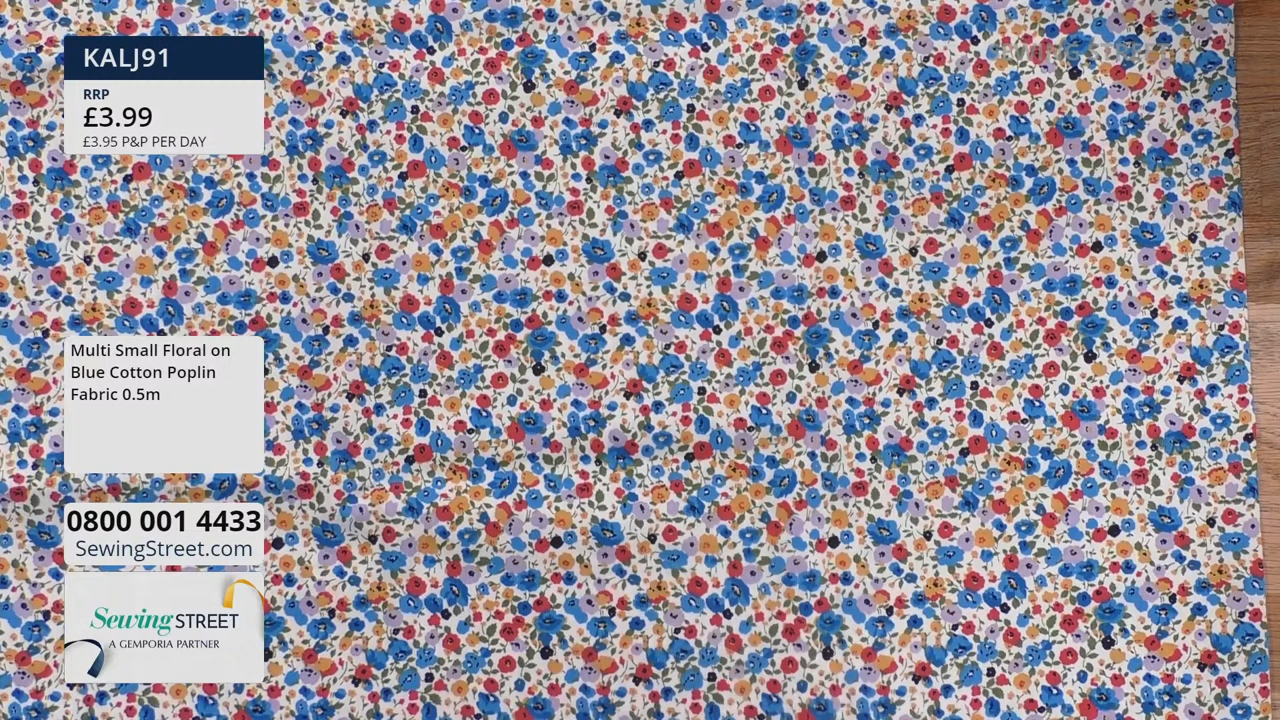 KALJ91
RRP
£3.99
£3.95 P&P PER DAY
Multi Small Floral on
Blue Cotton Poplin
Fabric 0.5m
0800 001 4433
SewingStreet.com
Sewing STREET
A GEMPORIA PARTNER